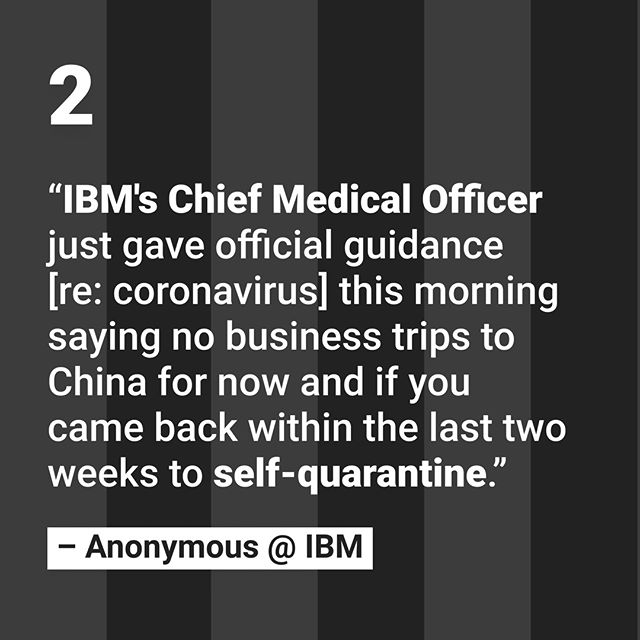 2
“IBM's Chief Medical Officer
just gave official guidance
[re: coronavirus] this morning
saying no business trips to
China for now and if you
came back within the last two
weeks to self-quarantine.”
– Anonymous @ IBM